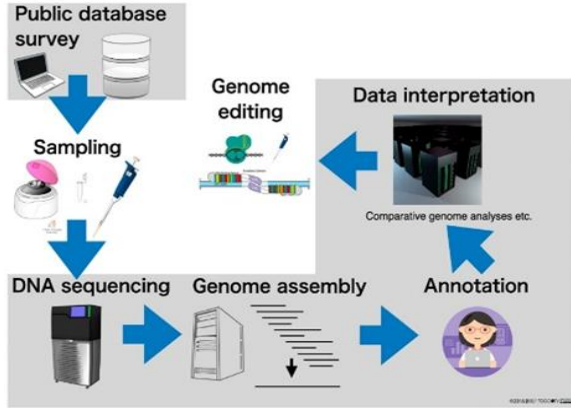 Public database
survey
Sampling
DNA sequencing
Genome assembly
Annotation
Data interpretation
Comparative genome analyses etc.
Genome
editing